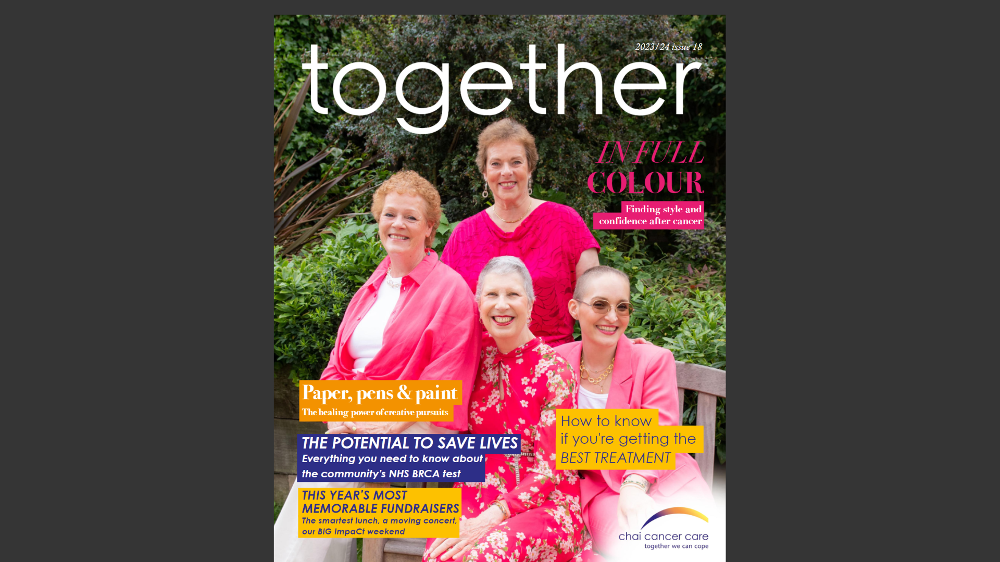 2023/24 issue 18
together
IN FULL
COLOUR
Finding style and
confidence after cancer
Paper, pens & paint
The healing power of creative pursuits
THE POTENTIAL TO SAVE LIVES
Everything you need to know about
the community's NHS BRCA test
THIS YEAR'S MOST
MEMORABLE FUNDRAISERS
The smartest lunch, a moving concert,
our BIG ImpaCt weekend
How to know
if you're getting the
BEST TREATMENT
chai cancer care
together we can cope